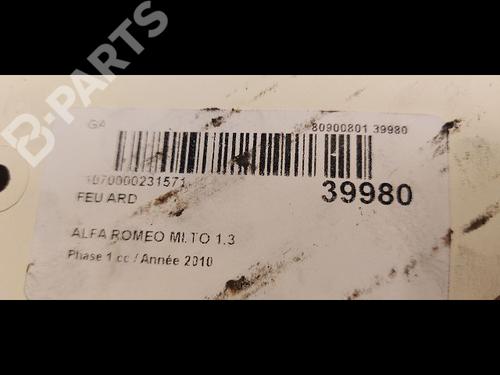 B-PARTS
GA
80900801 39980
1070000231571
39980
FEU ARD
ALFA ROMEO MI.TO 1.3
Phase 1 cc / Année 2010